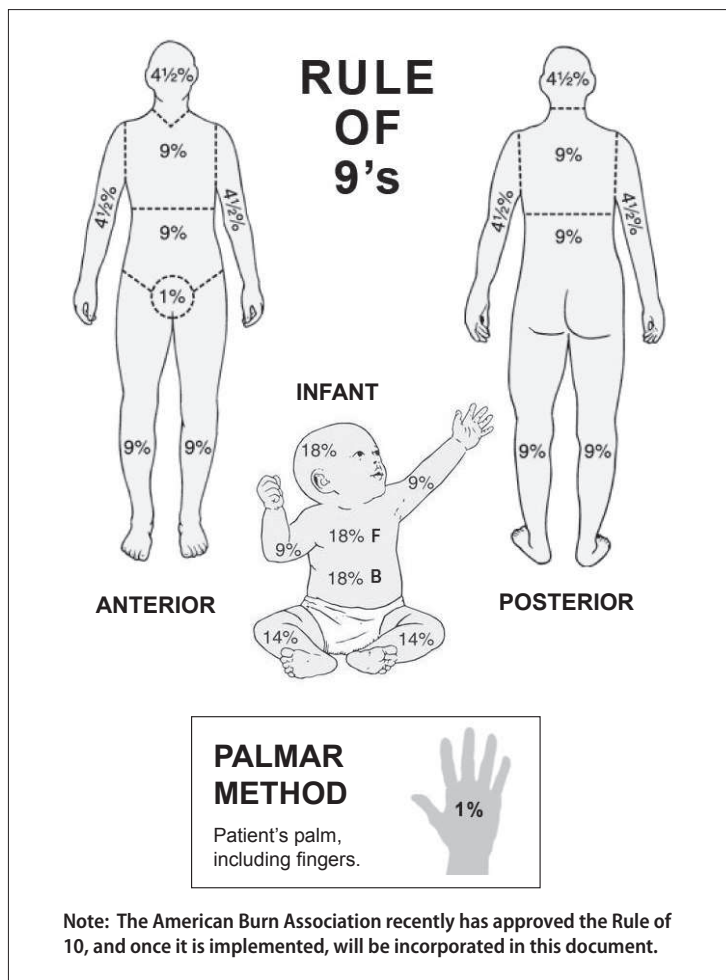 RULE
OF
9’s
4½%
9%
4½%
4½%
9%
1%
9%
9%
ANTERIOR
4½%
9%
4½%
4½%
9%
9%
9%
POSTERIOR
INFANT
18%
9%
9%
18% F
18% B
14%
14%
PALMAR
METHOD
Patient’s palm,
including fingers.
1%
Note: The American Burn Association recently has approved the Rule of
10, and once it is implemented, will be incorporated in this document.